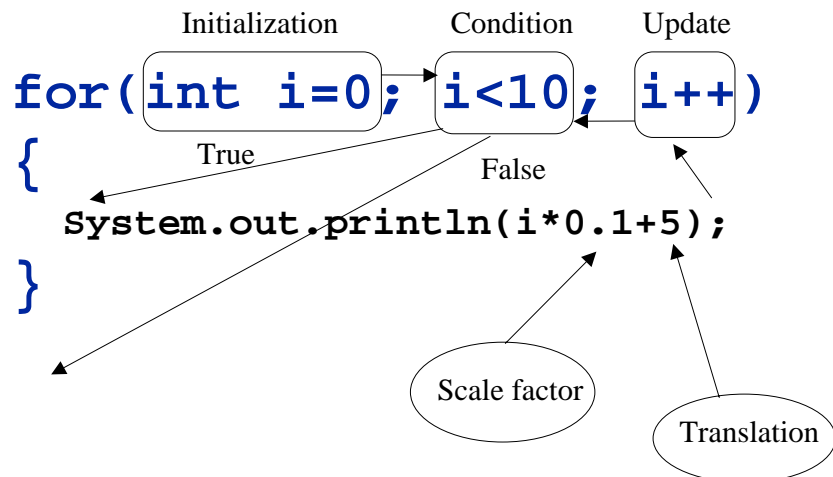 Initialization Condition Update
for(int i=0; i<10; i++)
{ True False
System.out.println(i*0.1+5);
}
Scale factor
Translation